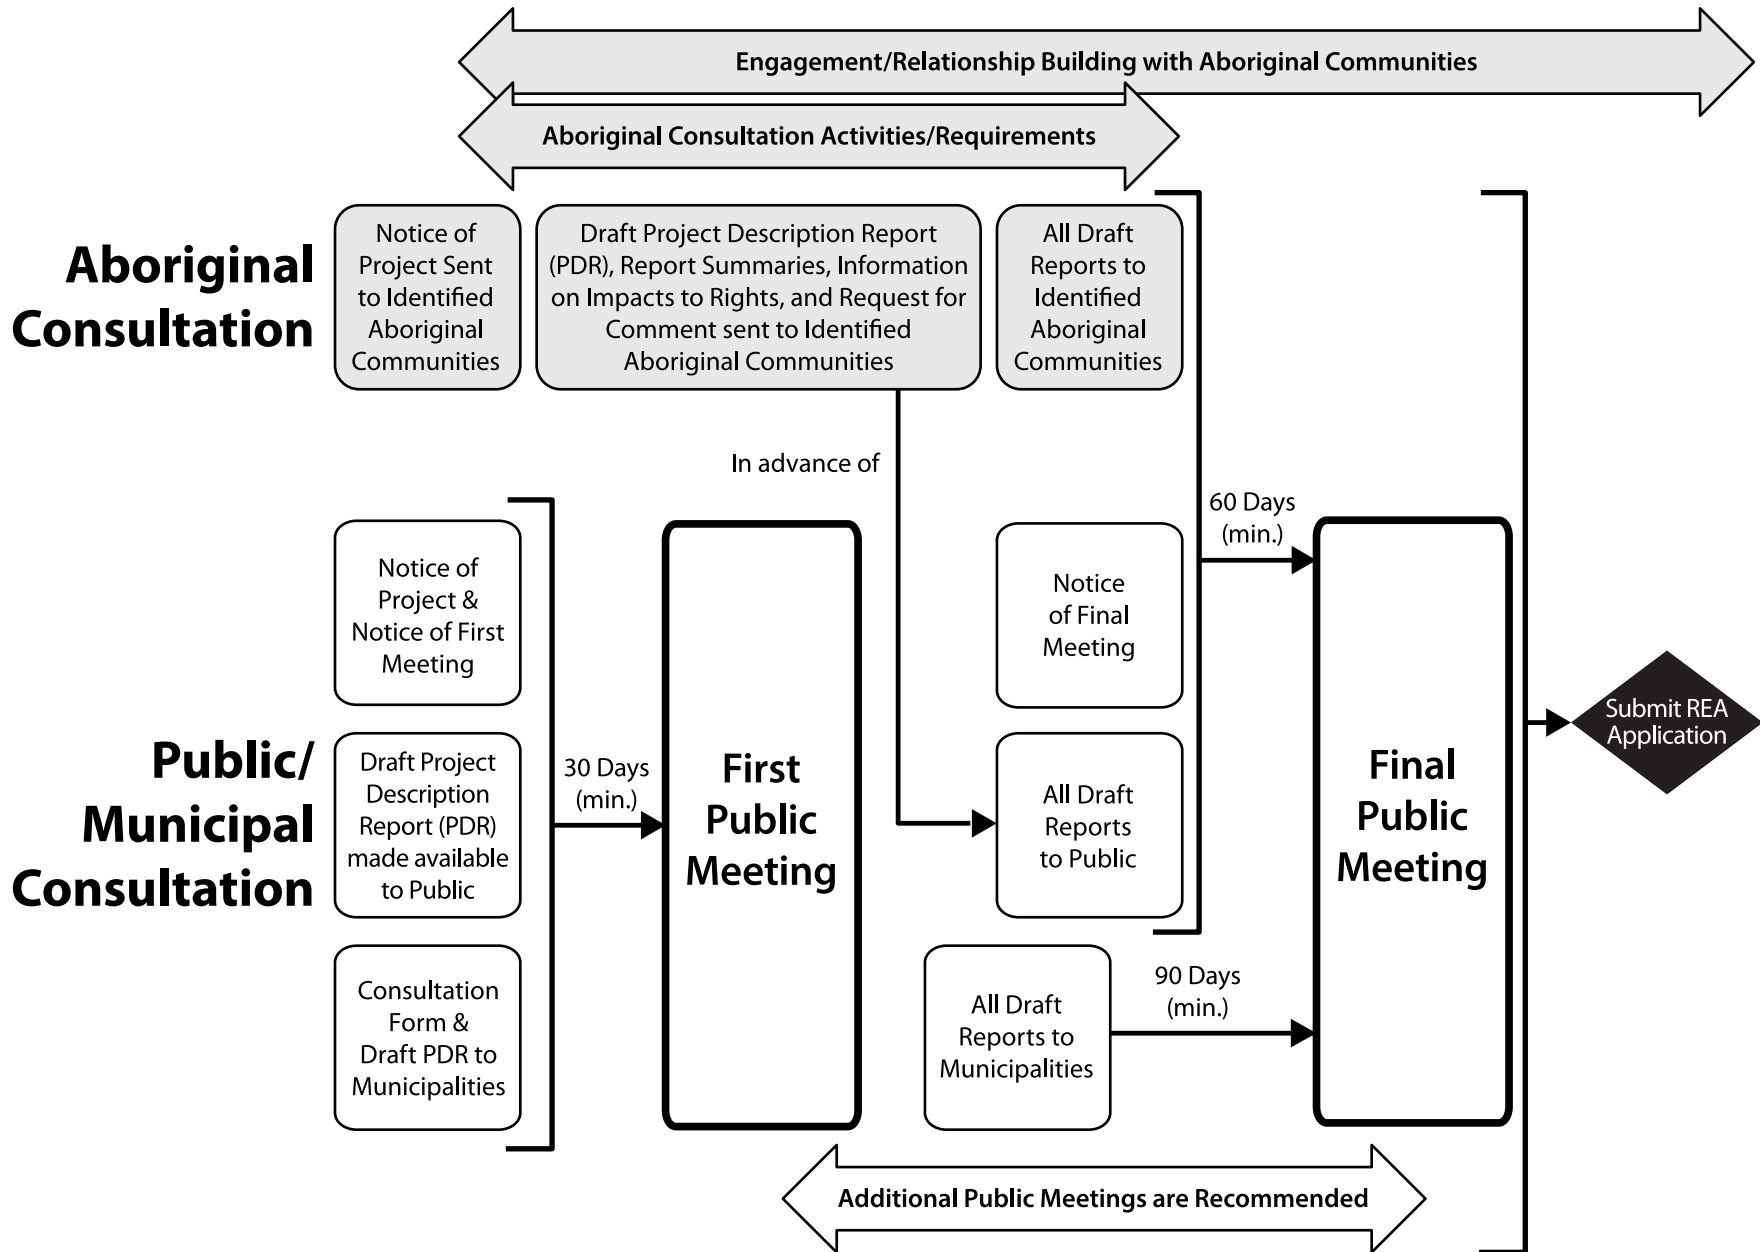 Engagement/Relationship Building with Aboriginal Communities
Aboriginal Consultation Activities/Requirements
Aboriginal
Consultation
Notice of
Project Sent
to Identified
Aboriginal
Communities
Draft Project Description Report
(PDR), Report Summaries, Information
on Impacts to Rights, and Request for
Comment sent to Identified
Aboriginal Communities
All Draft
Reports to
Identified
Aboriginal
Communities
In advance of
60 Days
(min.)
Public/
Municipal
Consultation
Notice of
Project &
Notice of First
Meeting
Draft Project
Description
Report (PDR)
made available
to Public
Consultation
Form &
Draft PDR to
Municipalities
30 Days
(min.)
First
Public
Meeting
Notice
of Final
Meeting
All Draft
Reports
to Public
All Draft
Reports to
Municipalities
90 Days
(min.)
Final
Public
Meeting
Submit REA
Application
Additional Public Meetings are Recommended